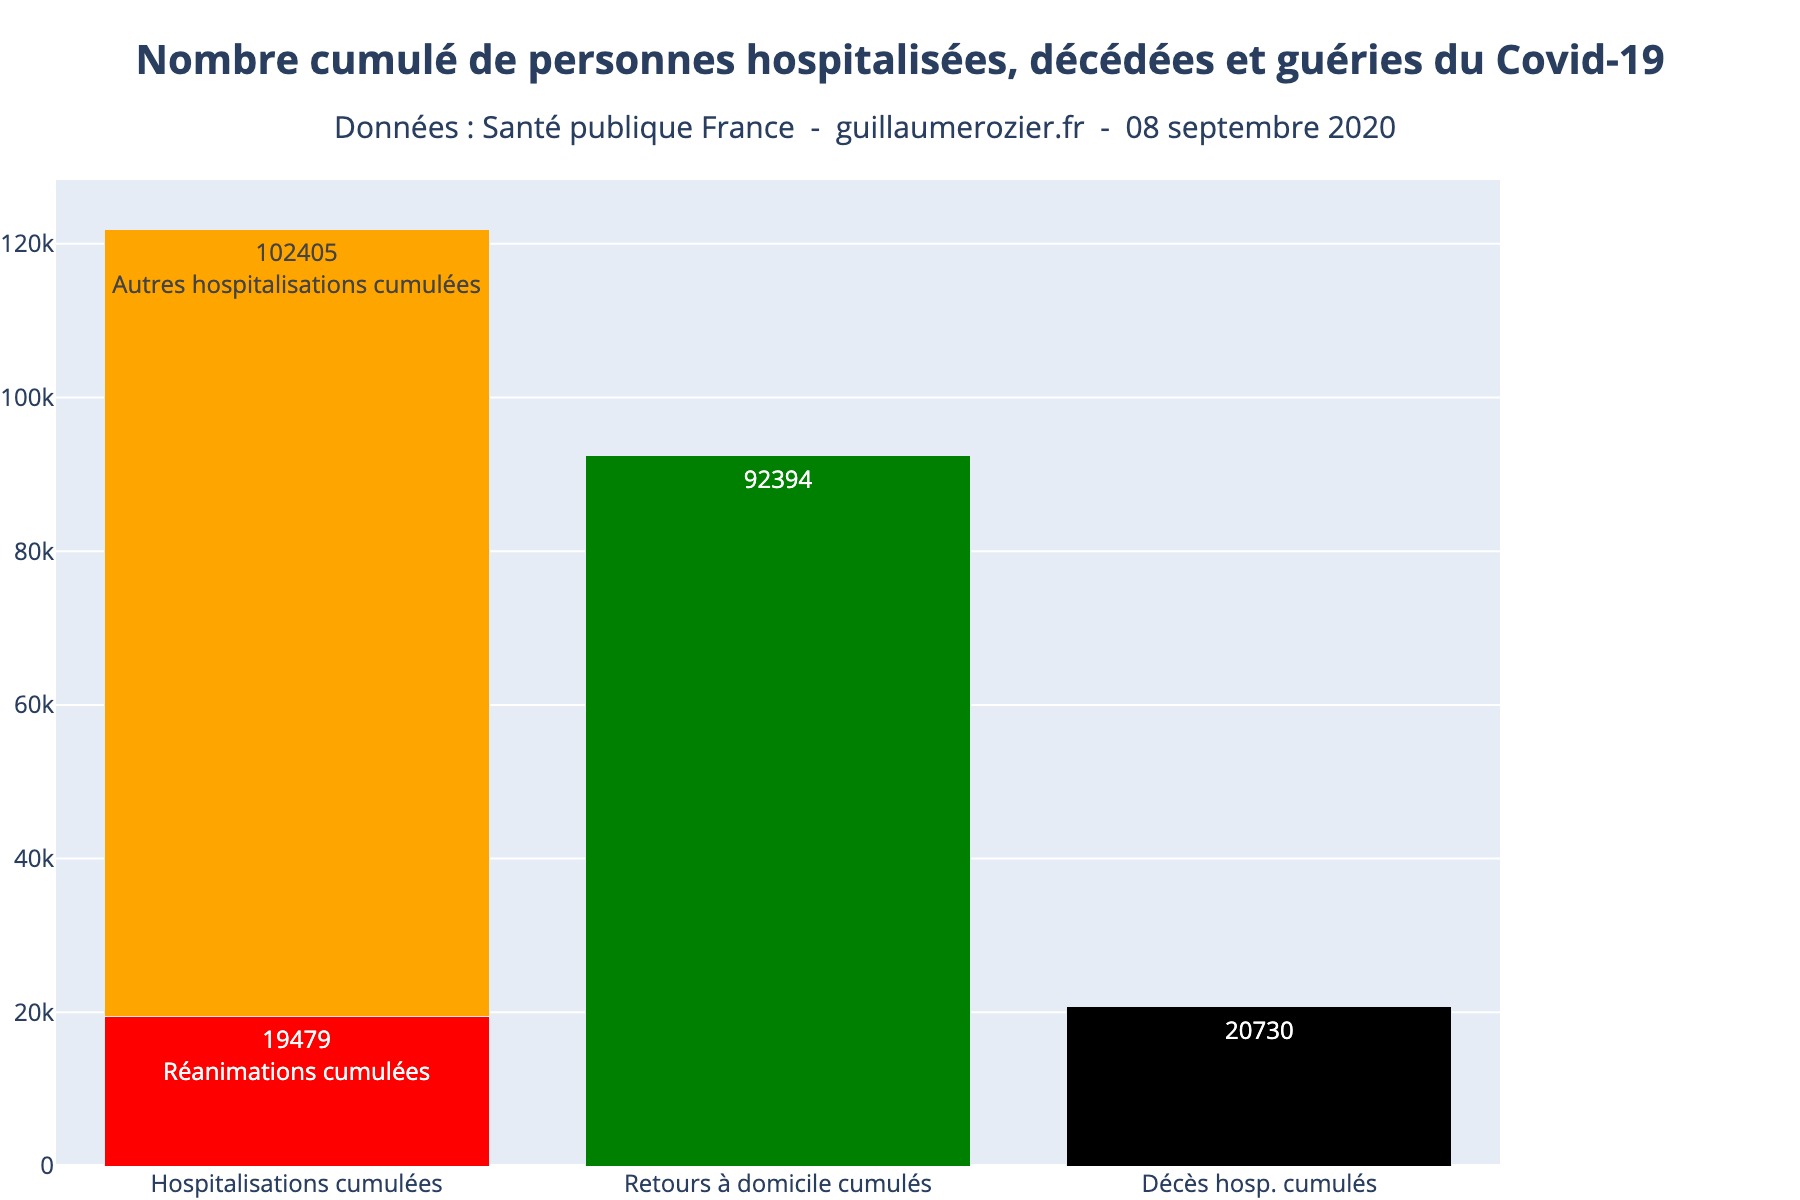 Nombre cumulé de personnes hospitalisées, décédées et guéries du Covid-19
Données : Santé publique France - guillaumerozier.fr - 08 septembre 2020
120k
100k
80k
60k
40k
20k
0
102405
Autres hospitalisations cumulées
19479
Réanimations cumulées
92394
20730
Hospitalisations cumulées
Retours à domicile cumulés
Décès hosp. cumulés